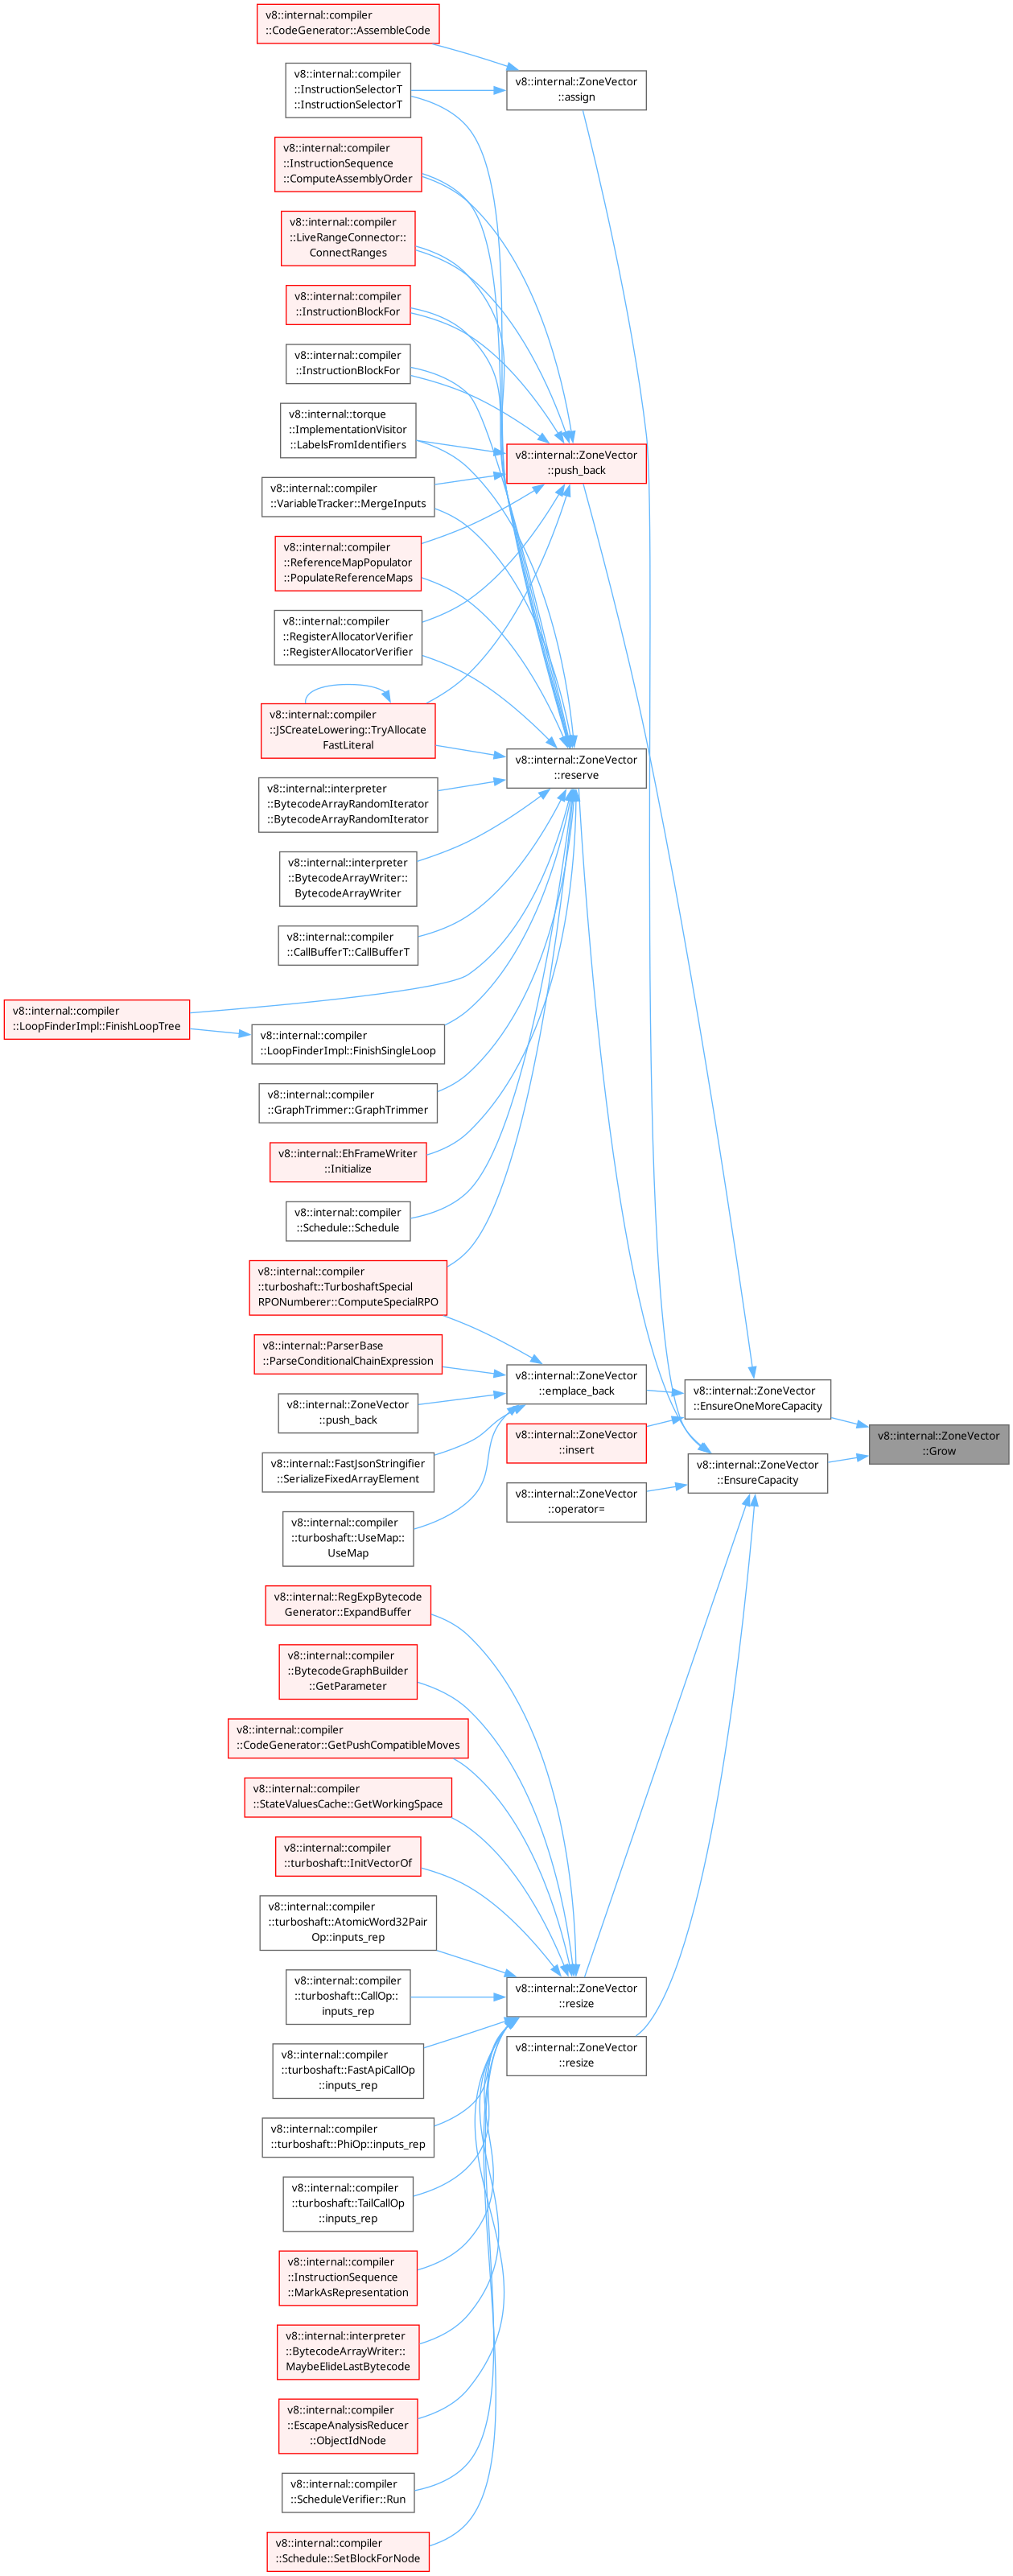 v8::internal::compiler
::CodeGenerator::AssembleCode
v8::internal::compiler
::InstructionSelectorT
::InstructionSelectorT
v8::internal::ZoneVector
::assign
v8::internal::compiler
::InstructionSequence
::ComputeAssemblyOrder
v8::internal::compiler
::LiveRangeConnector::
ConnectRanges
v8::internal::compiler
::InstructionBlockFor
v8::internal::compiler
::InstructionBlockFor
v8::internal::torque
::ImplementationVisitor
::LabelsFromIdentifiers
v8::internal::ZoneVector
::push_back
v8::internal::compiler
::VariableTracker::MergeInputs
v8::internal::compiler
::ReferenceMapPopulator
::PopulateReferenceMaps
v8::internal::compiler
::RegisterAllocatorVerifier
::RegisterAllocatorVerifier
v8::internal::compiler
::JSCreateLowering::TryAllocate
FastLiteral
v8::internal::ZoneVector
::reserve
v8::internal::interpreter
::BytecodeArrayRandomIterator
::BytecodeArrayRandomIterator
v8::internal::interpreter
::BytecodeArrayWriter::
BytecodeArrayWriter
v8::internal::compiler
::CallBufferT::CallBufferT
v8::internal::compiler
::LoopFinderImpl::FinishLoopTree
v8::internal::compiler
::LoopFinderImpl::FinishSingleLoop
v8::internal::compiler
::GraphTrimmer::GraphTrimmer
v8::internal::EhFrameWriter
::Initialize
v8::internal::compiler
::Schedule::Schedule
v8::internal::compiler
::turboshaft::TurboshaftSpecial
RPONumberer::ComputeSpecialRPO
v8::internal::ParserBase
::ParseConditionalChainExpression
v8::internal::ZoneVector
::emplace_back
v8::internal::ZoneVector
::EnsureOneMoreCapacity
v8::internal::ZoneVector
::push_back
v8::internal::ZoneVector
::insert
v8::internal::ZoneVector
::Grow
v8::internal::FastJsonStringifier
::SerializeFixedArrayElement
v8::internal::ZoneVector
::EnsureCapacity
v8::internal::ZoneVector
::operator=
v8::internal::compiler
::turboshaft::UseMap::
UseMap
v8::internal::RegExpBytecode
Generator::ExpandBuffer
v8::internal::compiler
::BytecodeGraphBuilder
::GetParameter
v8::internal::compiler
::CodeGenerator::GetPushCompatibleMoves
v8::internal::compiler
::StateValuesCache::GetWorkingSpace
v8::internal::compiler
::turboshaft::InitVectorOf
v8::internal::compiler
::turboshaft::AtomicWord32Pair
Op::inputs_rep
v8::internal::compiler
::turboshaft::CallOp::
inputs_rep
v8::internal::ZoneVector
::resize
v8::internal::compiler
::turboshaft::FastApiCallOp
::inputs_rep
v8::internal::ZoneVector
::resize
v8::internal::compiler
::turboshaft::PhiOp::inputs_rep
v8::internal::compiler
::turboshaft::TailCallOp
::inputs_rep
v8::internal::compiler
::InstructionSequence
::MarkAsRepresentation
v8::internal::interpreter
::BytecodeArrayWriter::
MaybeElideLastBytecode
v8::internal::compiler
::EscapeAnalysisReducer
::ObjectIdNode
v8::internal::compiler
::ScheduleVerifier::Run
v8::internal::compiler
::Schedule::SetBlockForNode